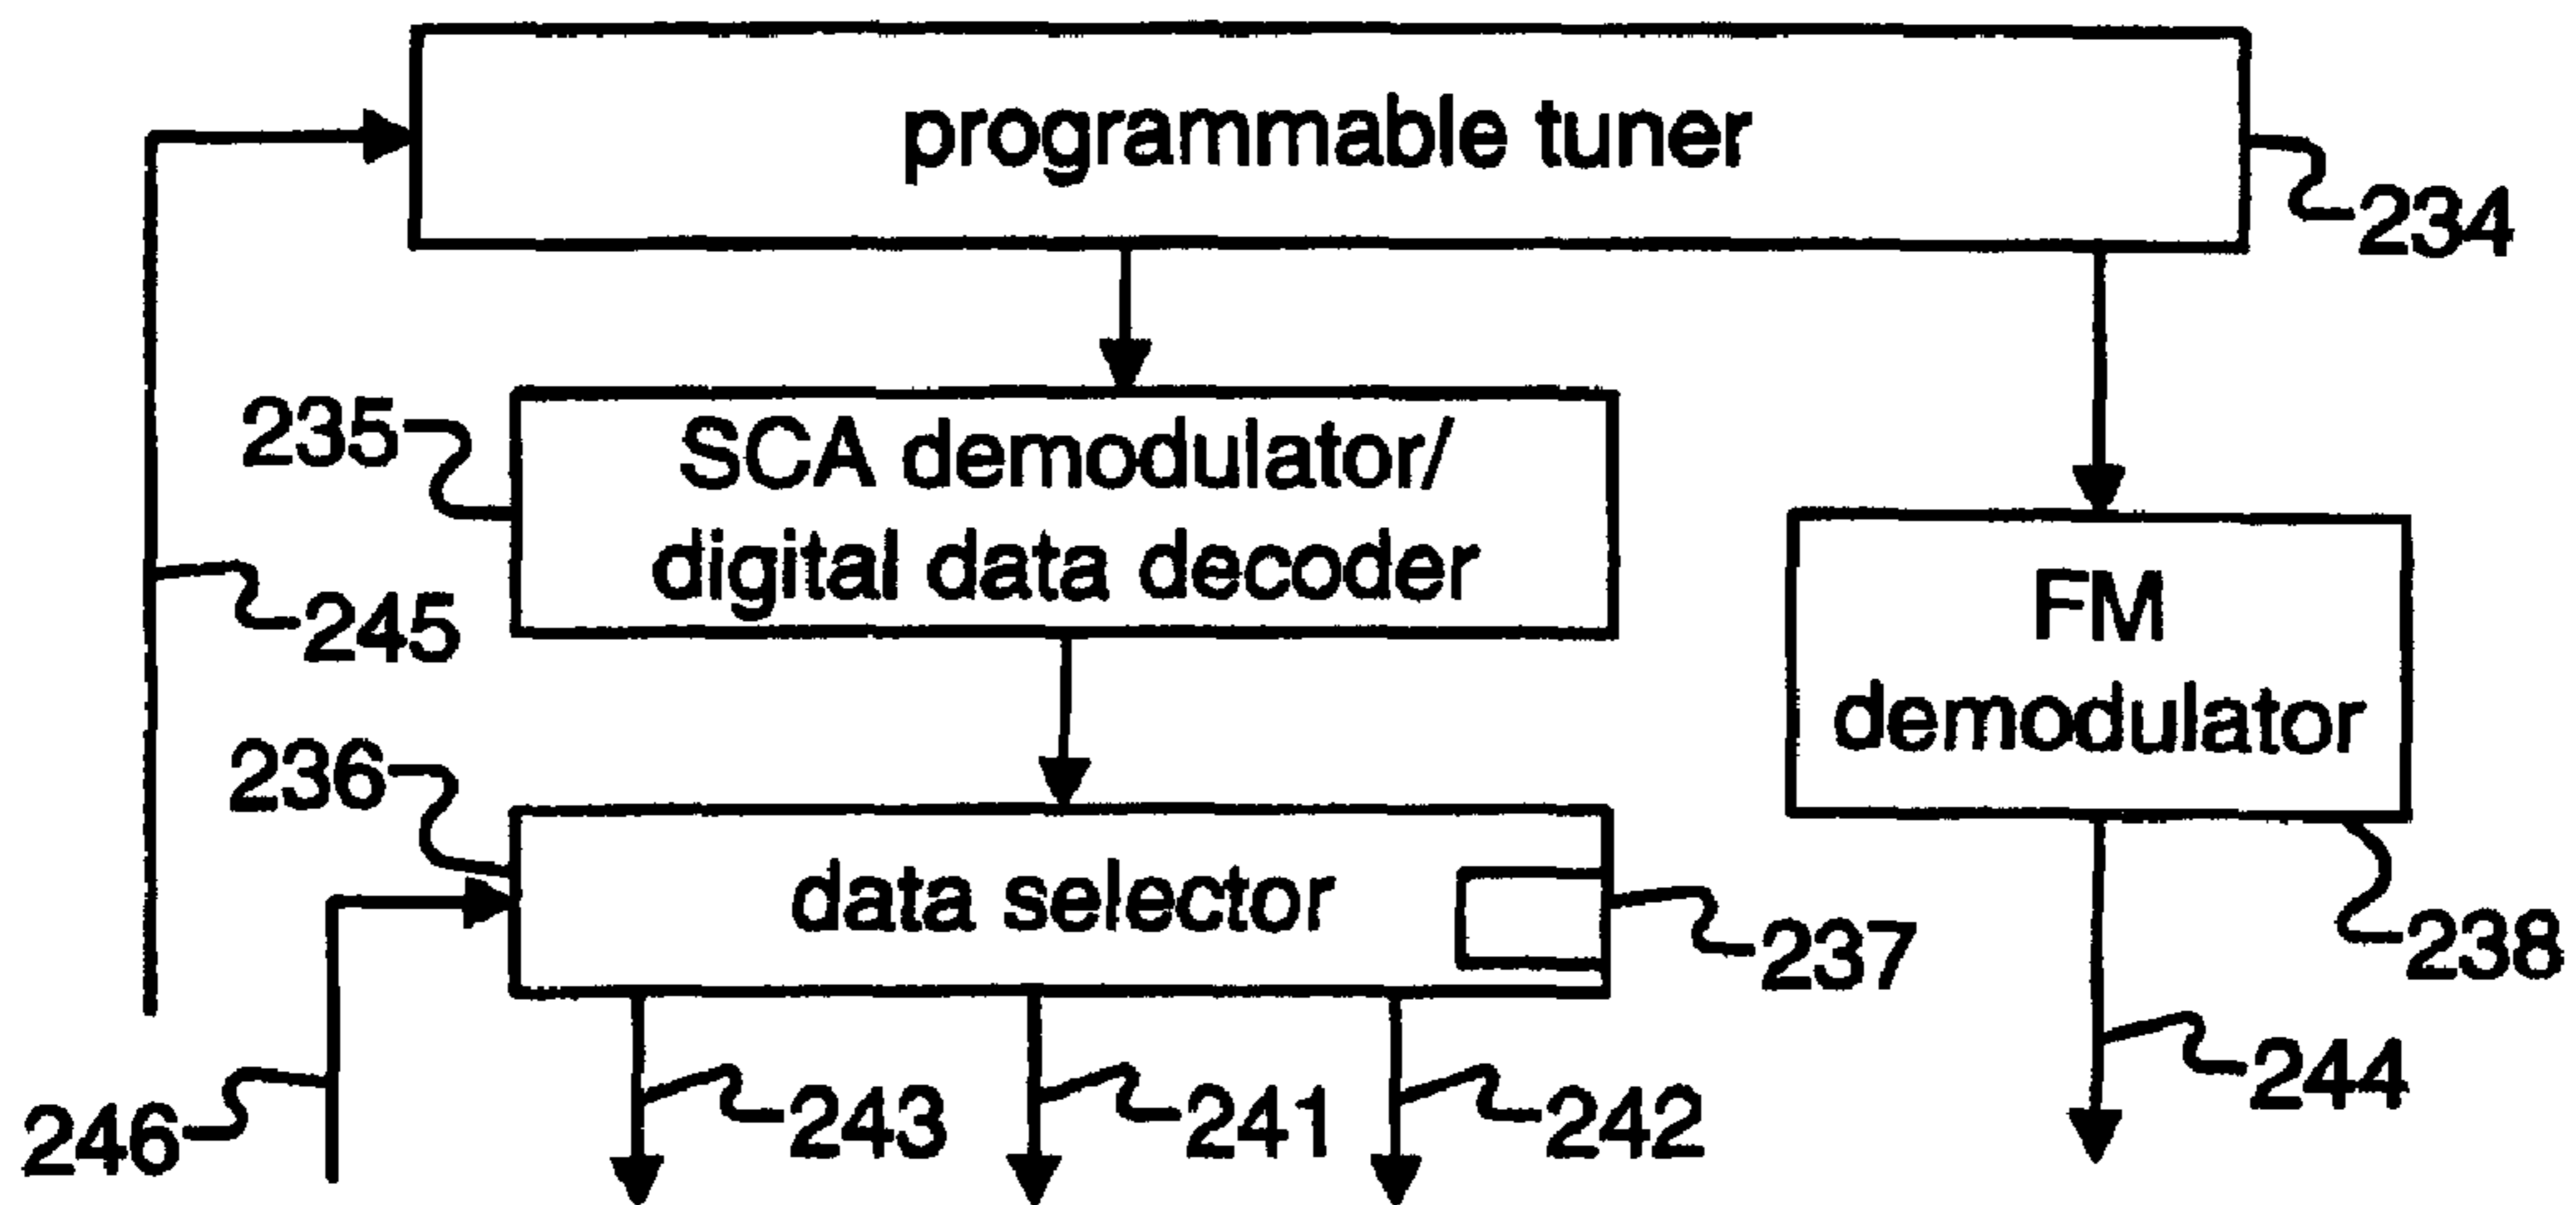 programmable tuner
234
235
SCA demodulator/
digital data decoder
245
FM
demodulator
236
data selector
237
238
246
243
241
242
244